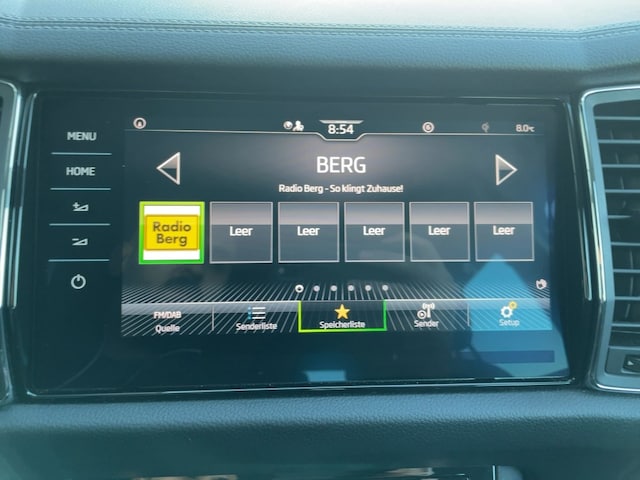 MENU
HOME
8:54
8.0°C
BERG
Radio Berg - So klingt Zuhause!
Radio
Berg
Leer
Leer
Leer
Leer
Leer
FM/DAB
Quelle
Senderliste
Speicherliste
Sender
Setup